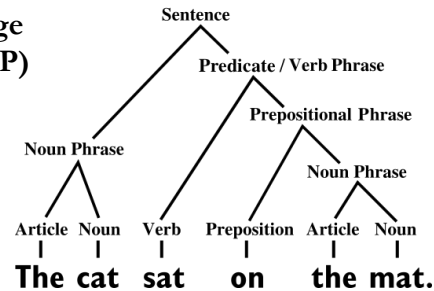 ge
P)
Sentence
Predicate / Verb Phrase
Prepositional Phrase
Noun Phrase
Noun Phrase
Article Noun Verb Preposition Article Noun
The cat sat on the mat.